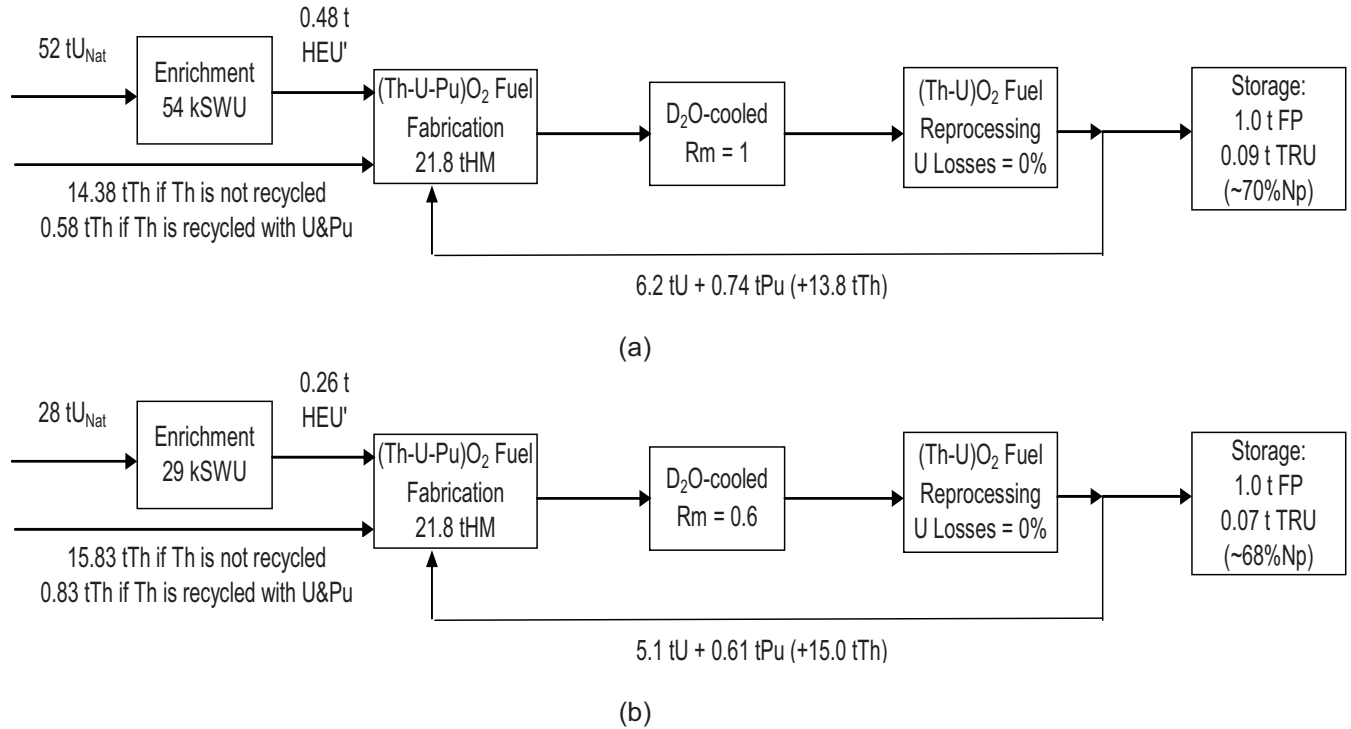 52 tU_Nat
Enrichment
54 kSWU
0.48 t
HEU'
14.38 tTh if Th is not recycled
0.58 tTh if Th is recycled with U&Pu
(Th-U-Pu)O₂ Fuel
Fabrication
21.8 tHM
D₂O-cooled
Rm = 1
(Th-U)O₂ Fuel
Reprocessing
U Losses = 0%
Storage:
1.0 t FP
0.09 t TRU
(~70%Np)
6.2 tU + 0.74 tPu (+13.8 tTh)
(a)
28 tU_Nat
Enrichment
29 kSWU
0.26 t
HEU'
15.83 tTh if Th is not recycled
0.83 tTh if Th is recycled with U&Pu
(Th-U-Pu)O₂ Fuel
Fabrication
21.8 tHM
D₂O-cooled
Rm = 0.6
(Th-U)O₂ Fuel
Reprocessing
U Losses = 0%
Storage:
1.0 t FP
0.07 t TRU
(~68%Np)
5.1 tU + 0.61 tPu (+15.0 tTh)
(b)